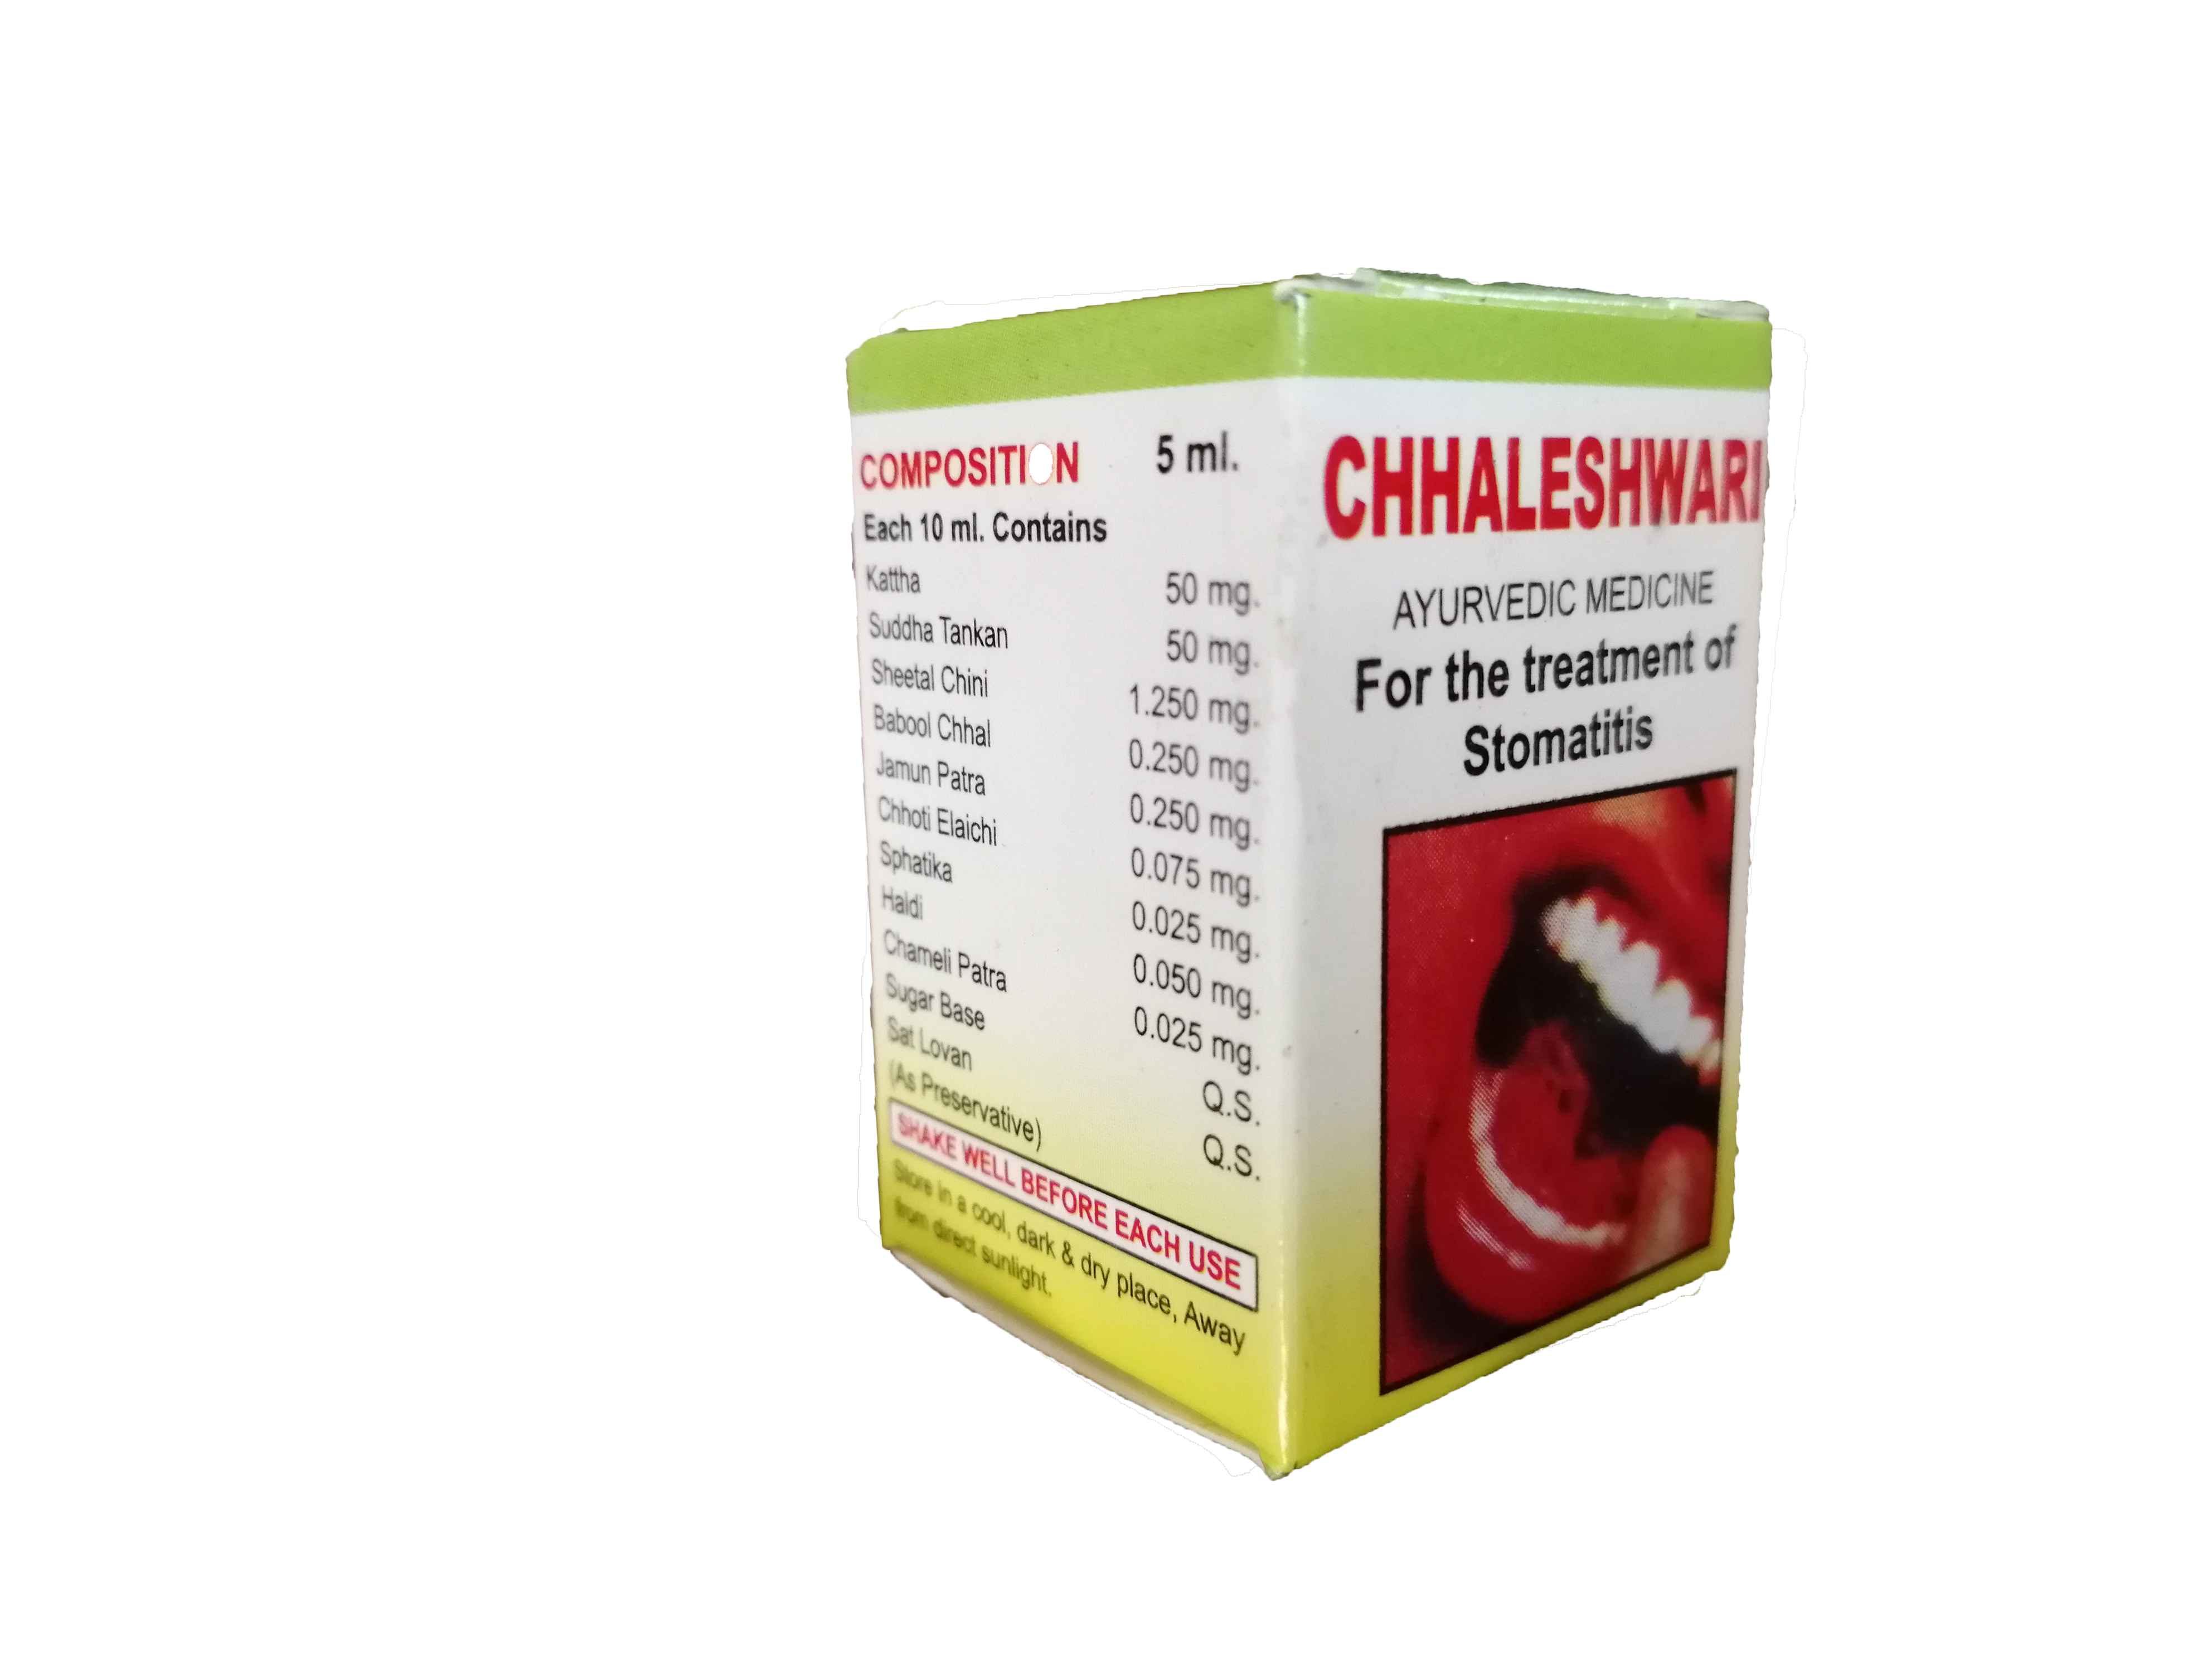 COMPOSITION 5 ml.
Each 10 ml. Contains
Kattha 50 mg.
Suddha Tankan 50 mg.
Sheetal Chini 1.250 mg.
Babool Chhal 0.250 mg.
Jamun Patra 0.250 mg.
Chhoti Elaichi 0.075 mg.
Sphatika 0.025 mg.
Haldi 0.050 mg.
Chameli Patra 0.025 mg.
Sugar Base Q.S.
Sat Lovan Q.S.
(As Preservative)
SHAKE WELL BEFORE EACH USE
Store in a cool, dark & dry place, Away
from direct sunlight.
CHHALESHWARI
AYURVEDIC MEDICINE
For the treatment of
Stomatitis